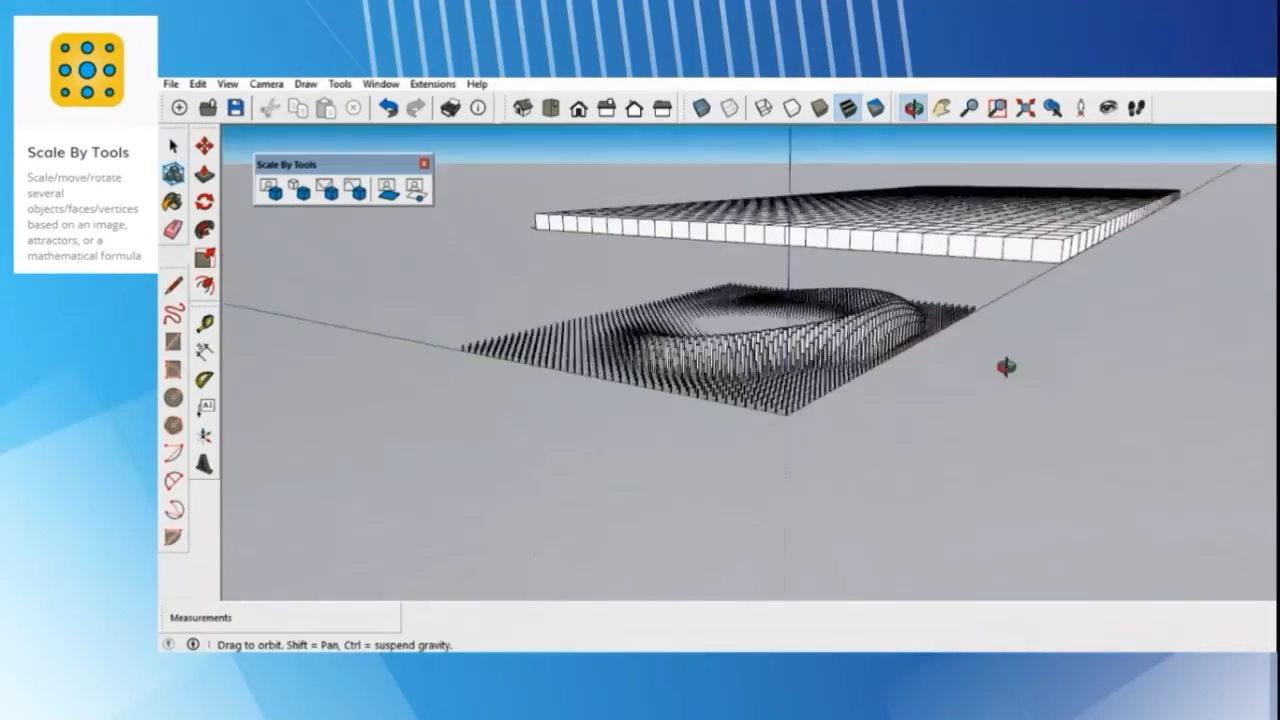 Scale By Tools
Scale/move/rotate
several
objects/faces/vertices
based on an image,
attractors, or a
mathematical formula
File Edit View Camera Draw Tools Window Extensions Help
Scale By Tools
A1
Measurements
Drag to orbit. Shift = Pan, Ctrl = suspend gravity.